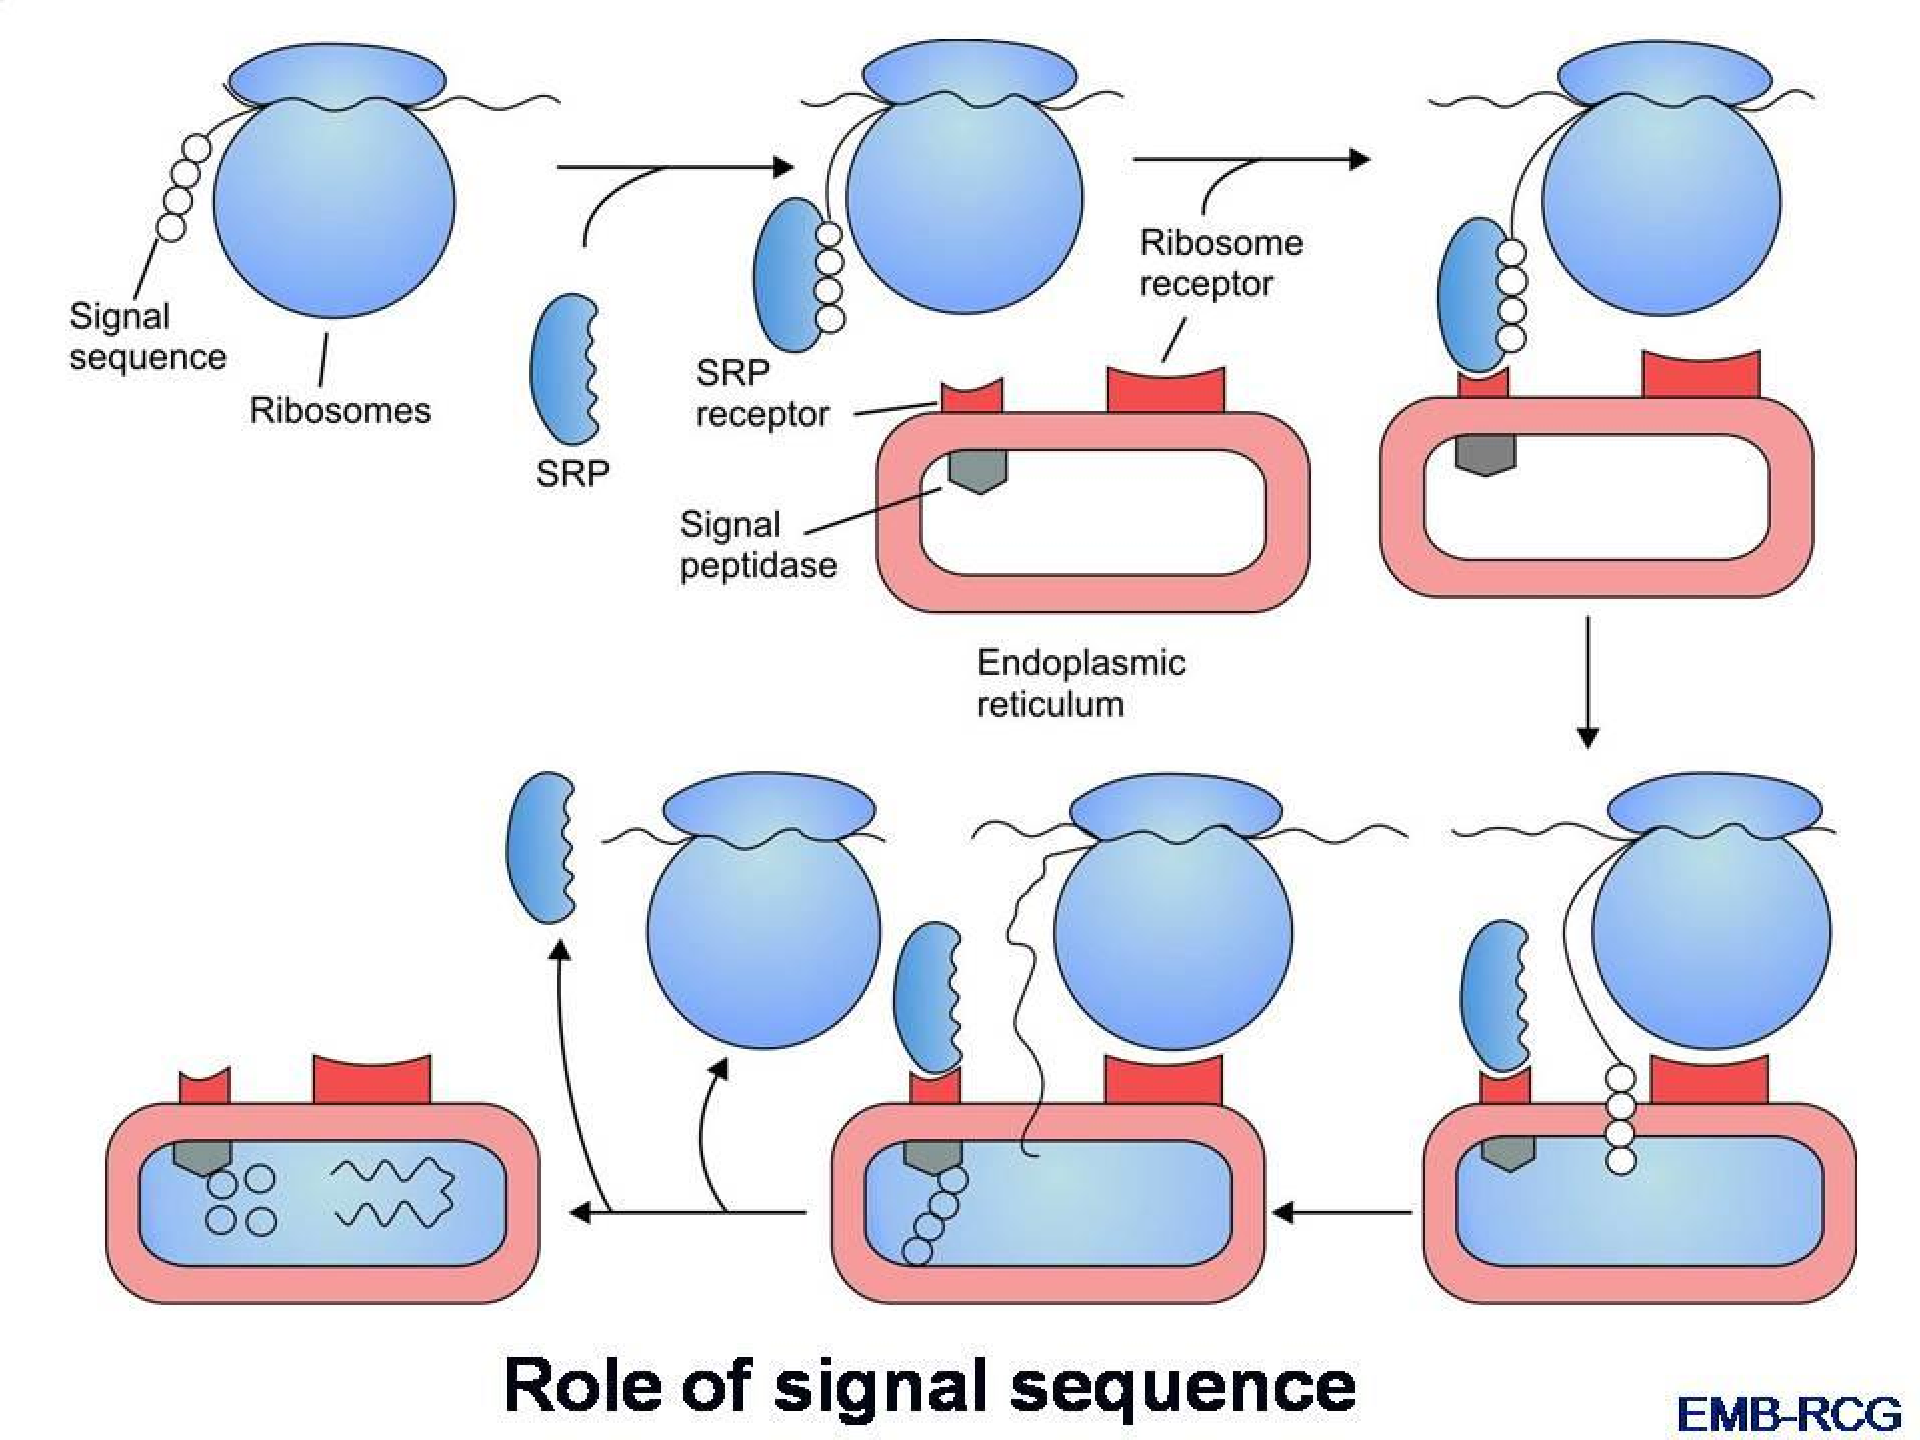 Signal
sequence
Ribosomes
SRP
SRP
receptor
Ribosome
receptor
Signal
peptidase
Endoplasmic
reticulum
Role of signal sequence
EMB-RCG